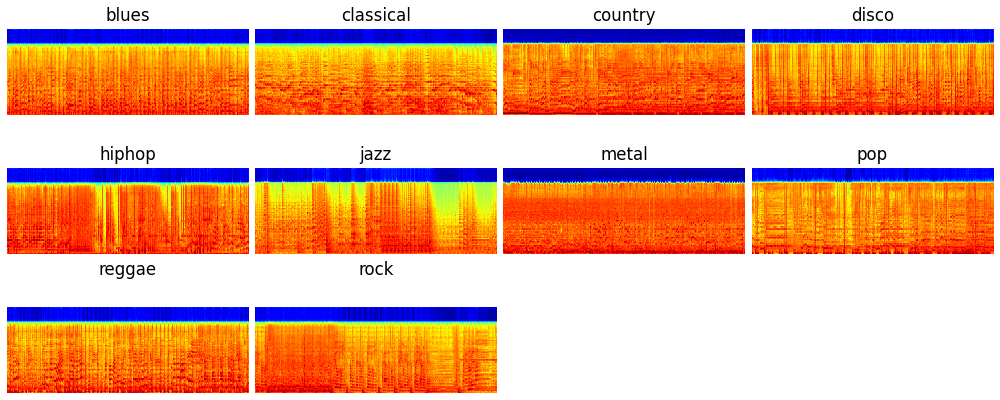 blues
classical
country
disco
hiphop
jazz
metal
pop
reggae
rock